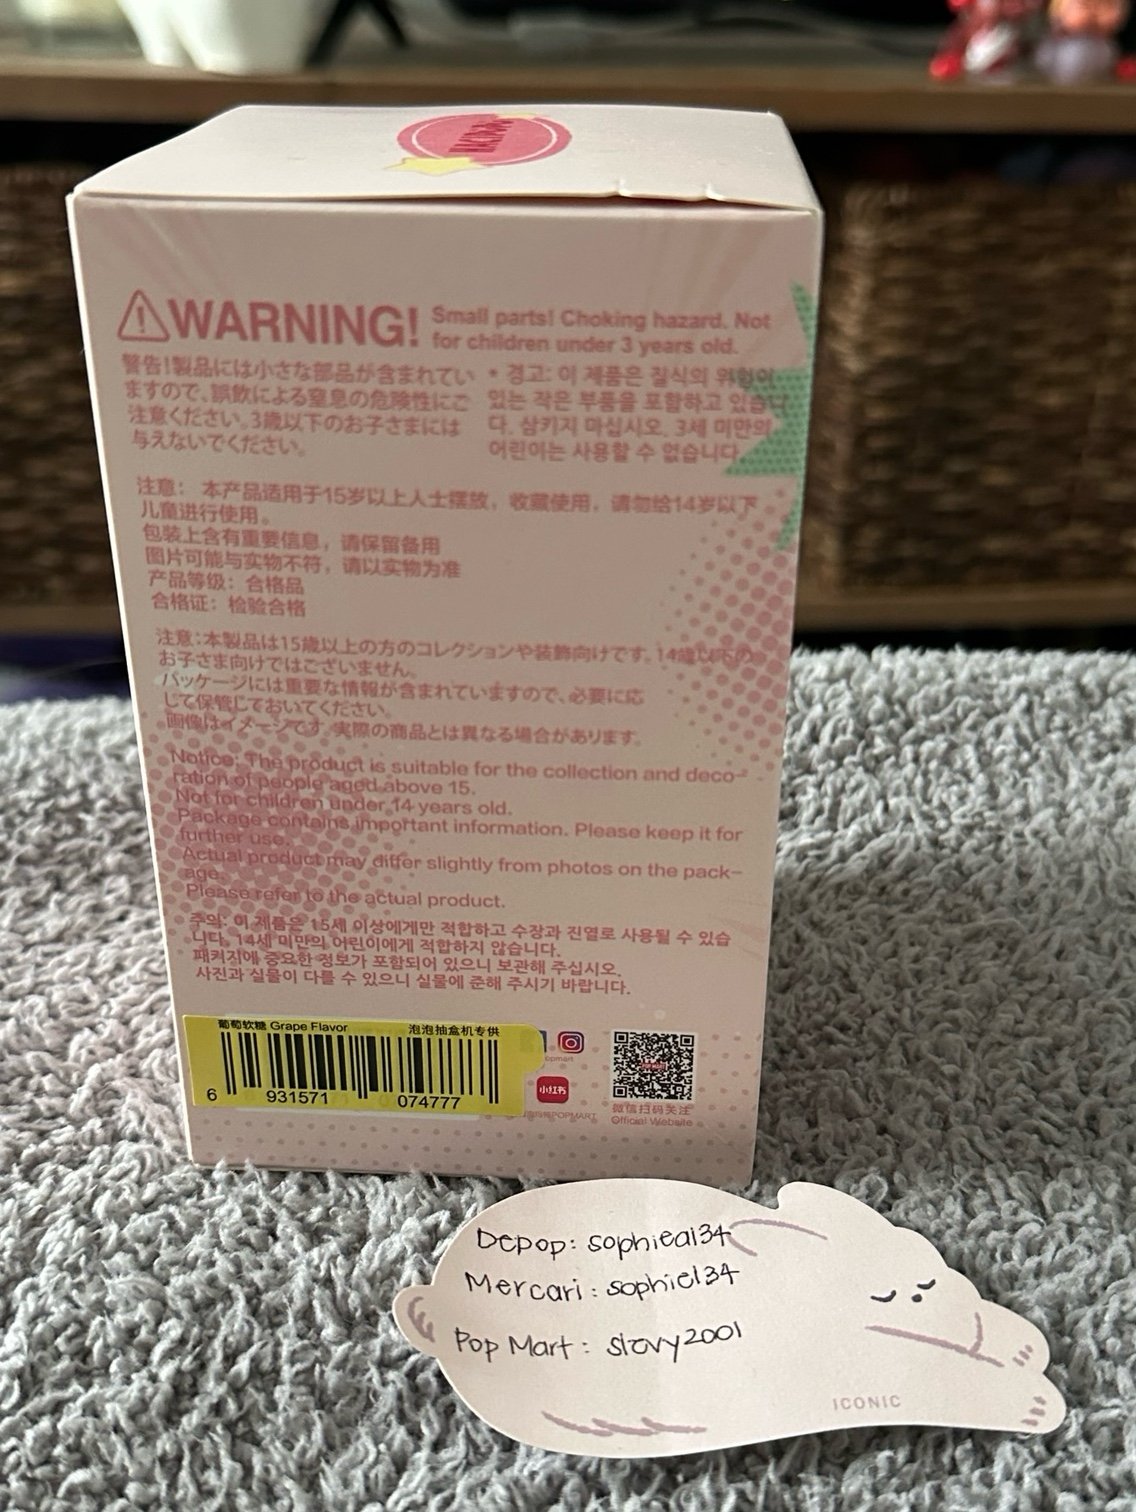 HACIPUPU
WARNING! Small parts! Choking hazard. Not
for children under 3 years old.
警告!製品には小さな部品が含まれてい
ますので、誤飲による窒息の危険性にご
注意ください。3歳以下のお子さまには
与えないでください。
* 경고: 이 제품은 질식의 위험이
있는 작은 부품을 포함하고 있습니
다. 삼키지 마십시오. 3세 미만의
어린이는 사용할 수 없습니다.
注意： 本产品适用于15岁以上人士摆放，收藏使用，请勿给14岁以下
儿童进行使用。
包装上含有重要信息，请保留备用
图片可能与实物不符，请以实物为准
产品等级：合格品
合格证：检验合格
注意：本製品は15歳以上の方のコレクションや装飾向けです。14歳以下の
お子さま向けではございません。
パッケージには重要な情報が含まれていますので、必要に応
じて保管しておいてください。
画像はイメージです。実際の商品とは異なる場合があります。
Notice: The product is suitable for the collection and deco-
ration of people aged above 15.
Not for children under 14 years old.
Package contains important information. Please keep it for
further use.
Actual product may differ slightly from photos on the pack-
age.
Please refer to the actual product.
주의: 이 제품은 15세 이상에게만 적합하고 수장과 진열로 사용될 수 있습
니다. 14세 미만의 어린이에게 적합하지 않습니다.
패키지에 중요한 정보가 포함되어 있으니 보관해 주십시오.
사진과 실물이 다를 수 있으니 실물에 준해 주시기 바랍니다.
葡萄软糖 Grape Flavor 泡泡抽盒机专供
6 931571 074777
popmart
小红书
POPMART
POP MART
微信扫码关注
Official Website
Depop: sophieai34
Mercari: sophie134
Pop Mart: slovy2001
ICONIC